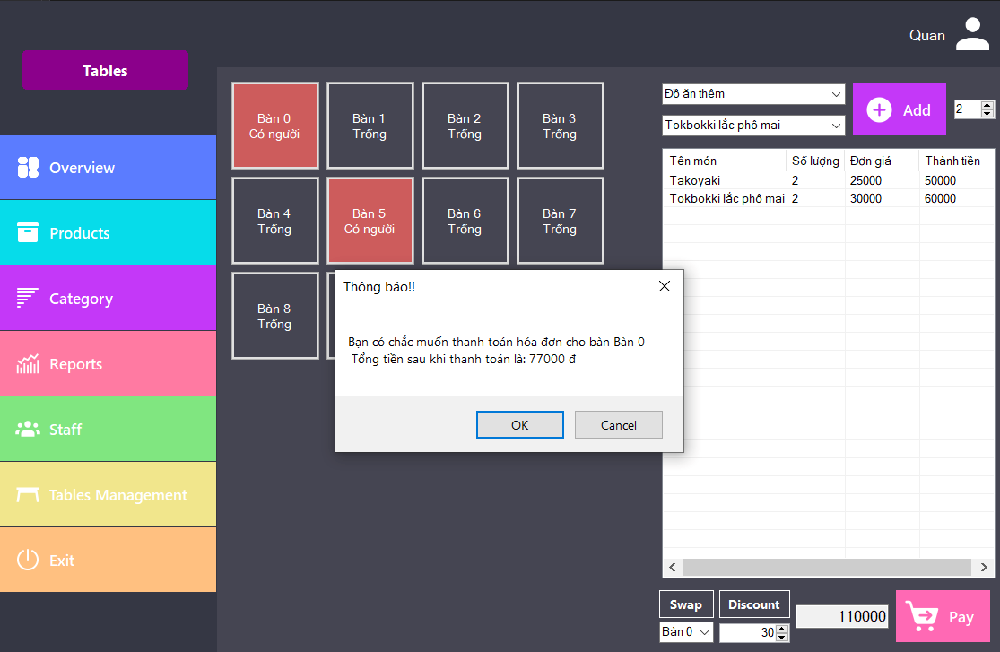 Quan
Tables
Overview
Products
Category
Reports
Staff
Tables Management
Exit
Bàn 0
Có người
Bàn 1
Trống
Bàn 2
Trống
Bàn 3
Trống
Bàn 4
Trống
Bàn 5
Có người
Bàn 6
Trống
Bàn 7
Trống
Bàn 8
Trống
Thông báo!!
Bạn có chắc muốn thanh toán hóa đơn cho bàn Bàn 0
Tổng tiền sau khi thanh toán là: 77000 đ
OK Cancel
Đồ ăn thêm
Tokbokki lắc phô mai
Add
2
Tên món Số lượng Đơn giá Thành tiền
Takoyaki 2 25000 50000
Tokbokki lắc phô mai 2 30000 60000
Swap Discount
Bàn 0 30
110000
Pay